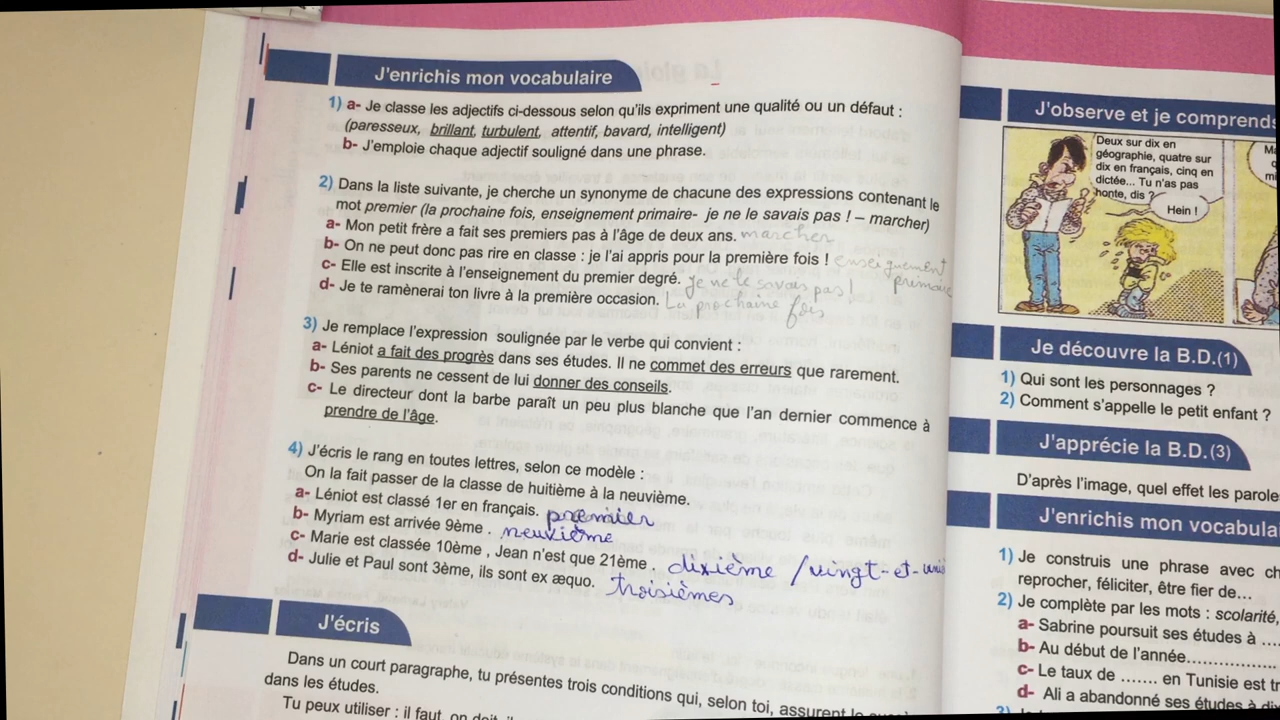 J'enrichis mon vocabulaire
1) a- Je classe les adjectifs ci-dessous selon qu'ils expriment une qualité ou un défaut :
(paresseux, brillant, turbulent, attentif, bavard, intelligent)
b- J'emploie chaque adjectif souligné dans une phrase.
2) Dans la liste suivante, je cherche un synonyme de chacune des expressions contenant le
mot premier (la prochaine fois, enseignement primaire- je ne le savais pas ! – marcher)
a- Mon petit frère a fait ses premiers pas à l'âge de deux ans. marcher
b- On ne peut donc pas rire en classe : je l'ai appris pour la première fois ! enseignement
primaire
c- Elle est inscrite à l'enseignement du premier degré. je ne le savais pas !
d- Je te ramènerai ton livre à la première occasion. La prochaine fois
3) Je remplace l'expression soulignée par le verbe qui convient :
a- Léniot a fait des progrès dans ses études. Il ne commet des erreurs que rarement.
b- Ses parents ne cessent de lui donner des conseils.
c- Le directeur dont la barbe paraît un peu plus blanche que l'an dernier commence à
prendre de l'âge.
4) J'écris le rang en toutes lettres, selon ce modèle :
On la fait passer de la classe de huitième à la neuvième.
a- Léniot est classé 1er en français. premier
b- Myriam est arrivée 9ème . neuvième
c- Marie est classée 10ème , Jean n'est que 21ème . dixième / vingt-et-uniè
d- Julie et Paul sont 3ème, ils sont ex æquo. troisièmes
J'écris
Dans un court paragraphe, tu présentes trois conditions qui, selon toi, assurent le
dans les études.
Tu peux utiliser : il faut, on doit,
J'observe et je comprends
Deux sur dix en
géographie, quatre sur
dix en français, cinq en
dictée... Tu n'as pas
honte, dis ?
Hein !
Je découvre la B.D.(1)
1) Qui sont les personnages ?
2) Comment s'appelle le petit enfant ?
J'apprécie la B.D.(3)
D'après l'image, quel effet les parole
J'enrichis mon vocabula
1) Je construis une phrase avec ch
reprocher, féliciter, être fier de...
2) Je complète par les mots : scolarité,
a- Sabrine poursuit ses études à ....
b- Au début de l'année.................
c- Le taux de ....... en Tunisie est tr
d- Ali a abandonné ses études à di